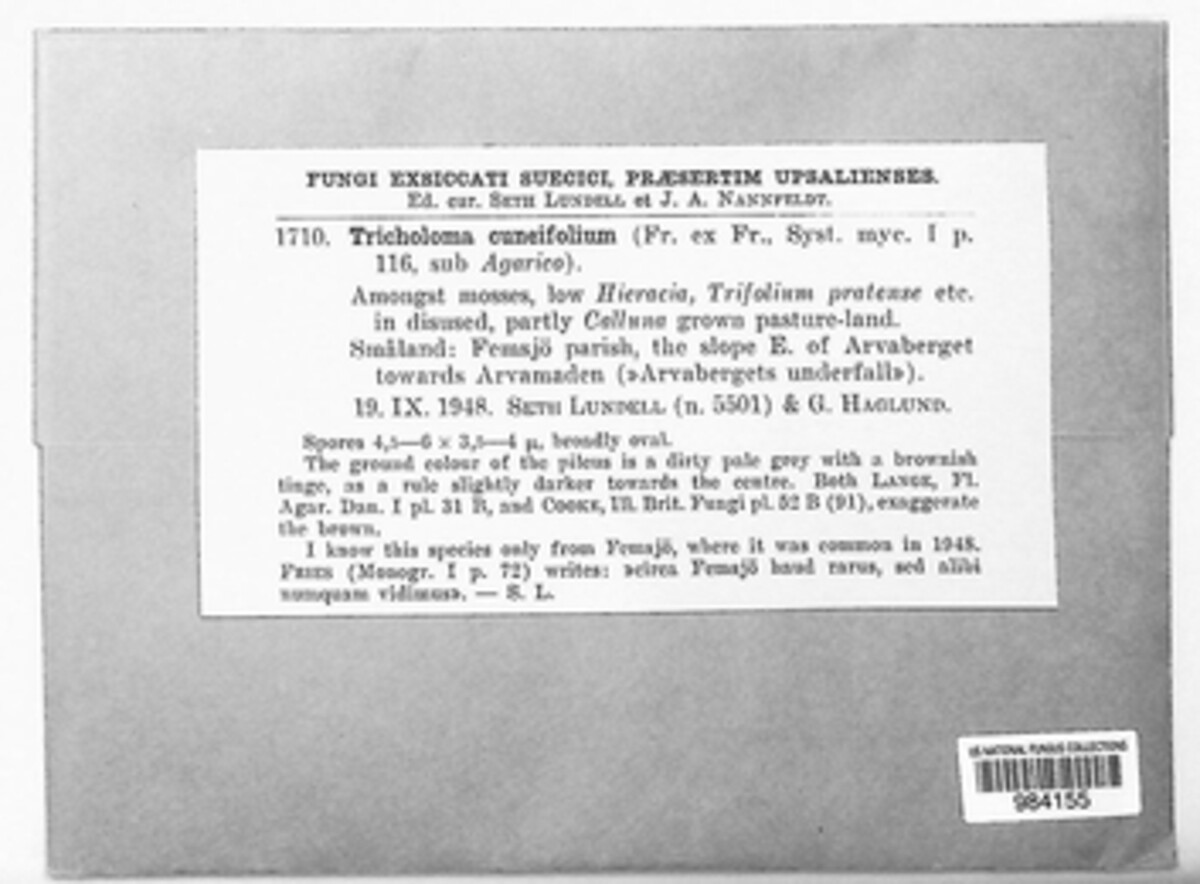 FUNGI EXSICCATI SUECICI, PRÆSERTIM UPSALIENSES.
Ed. cur. SETH LUNDELL et J. A. NANNFELDT.
1710. Tricholoma cuneifolium (Fr. ex Fr., Syst. myc. I p.
116, sub Agarico).
Amongst mosses, low Hieracia, Trifolium pratense etc.
in disused, partly Calluna grown pasture-land.
Småland: Femsjö parish, the slope E. of Arvaberget
towards Arvamaden (»Arvabergets underfall»).
19. IX. 1948. SETH LUNDELL (n. 5501) & G. HAGLUND.
Spores 4,5—6 × 3,5—4 µ, broadly oval.
The ground colour of the pileus is a dirty pale grey with a brownish
tinge, as a rule slightly darker towards the centre. Both LANGE, Fl.
Agar. Dan. I pl. 31 B, and COOKE, Ill. Brit. Fungi pl. 52 B (91), exaggerate
the brown.
I know this species only from Femsjö, where it was common in 1948.
FRIES (Monogr. I p. 72) writes: »circa Femsjö haud rarus, sed alibi
numquam vidimus». — S. L.
US NATIONAL FUNGUS COLLECTIONS
984155